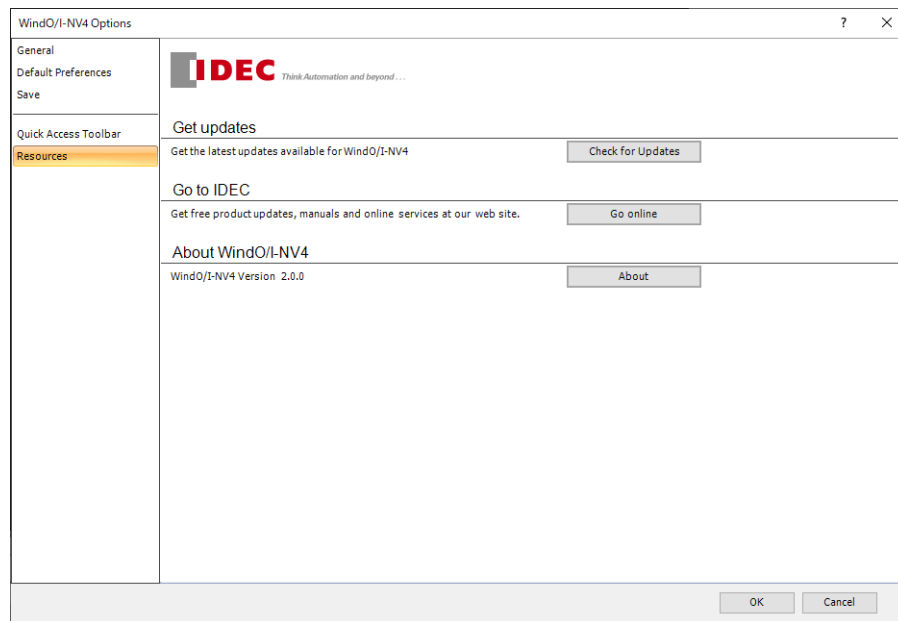 WindO/I-NV4 Options
?
General
Default Preferences
Save
Quick Access Toolbar
Resources
IDEC Think Automation and beyond . . .
Get updates
Get the latest updates available for WindO/I-NV4
Check for Updates
Go to IDEC
Get free product updates, manuals and online services at our web site.
Go online
About WindO/I-NV4
WindO/I-NV4 Version 2.0.0
About
OK
Cancel